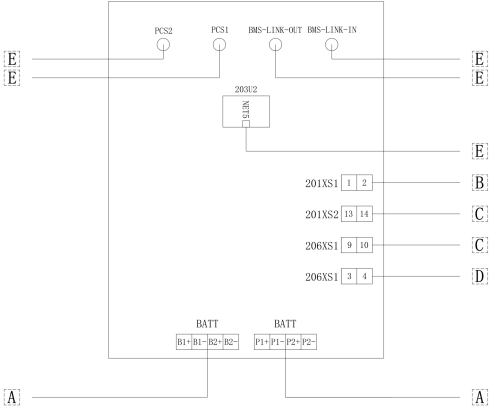 PCS2 PCS1 BMS-LINK-OUT BMS-LINK-IN
E E
E E
203U2
NET5
E
201XS1 1 2 B
201XS2 13 14 C
206XS1 9 10 C
206XS1 3 4 D
BATT BATT
B1+ B1- B2+ B2- P1+ P1- P2+ P2-
A A